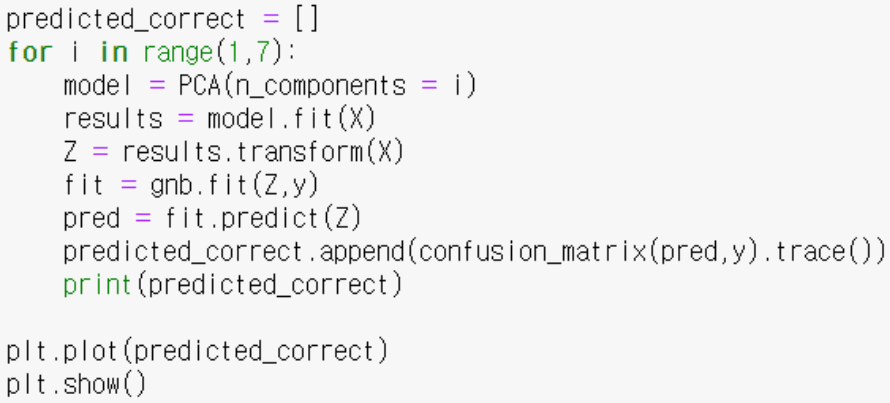 predicted_correct = []
for i in range(1,7):
    model = PCA(n_components = i)
    results = model.fit(X)
    Z = results.transform(X)
    fit = gnb.fit(Z,y)
    pred = fit.predict(Z)
    predicted_correct.append(confusion_matrix(pred,y).trace())
    print(predicted_correct)

plt.plot(predicted_correct)
plt.show()